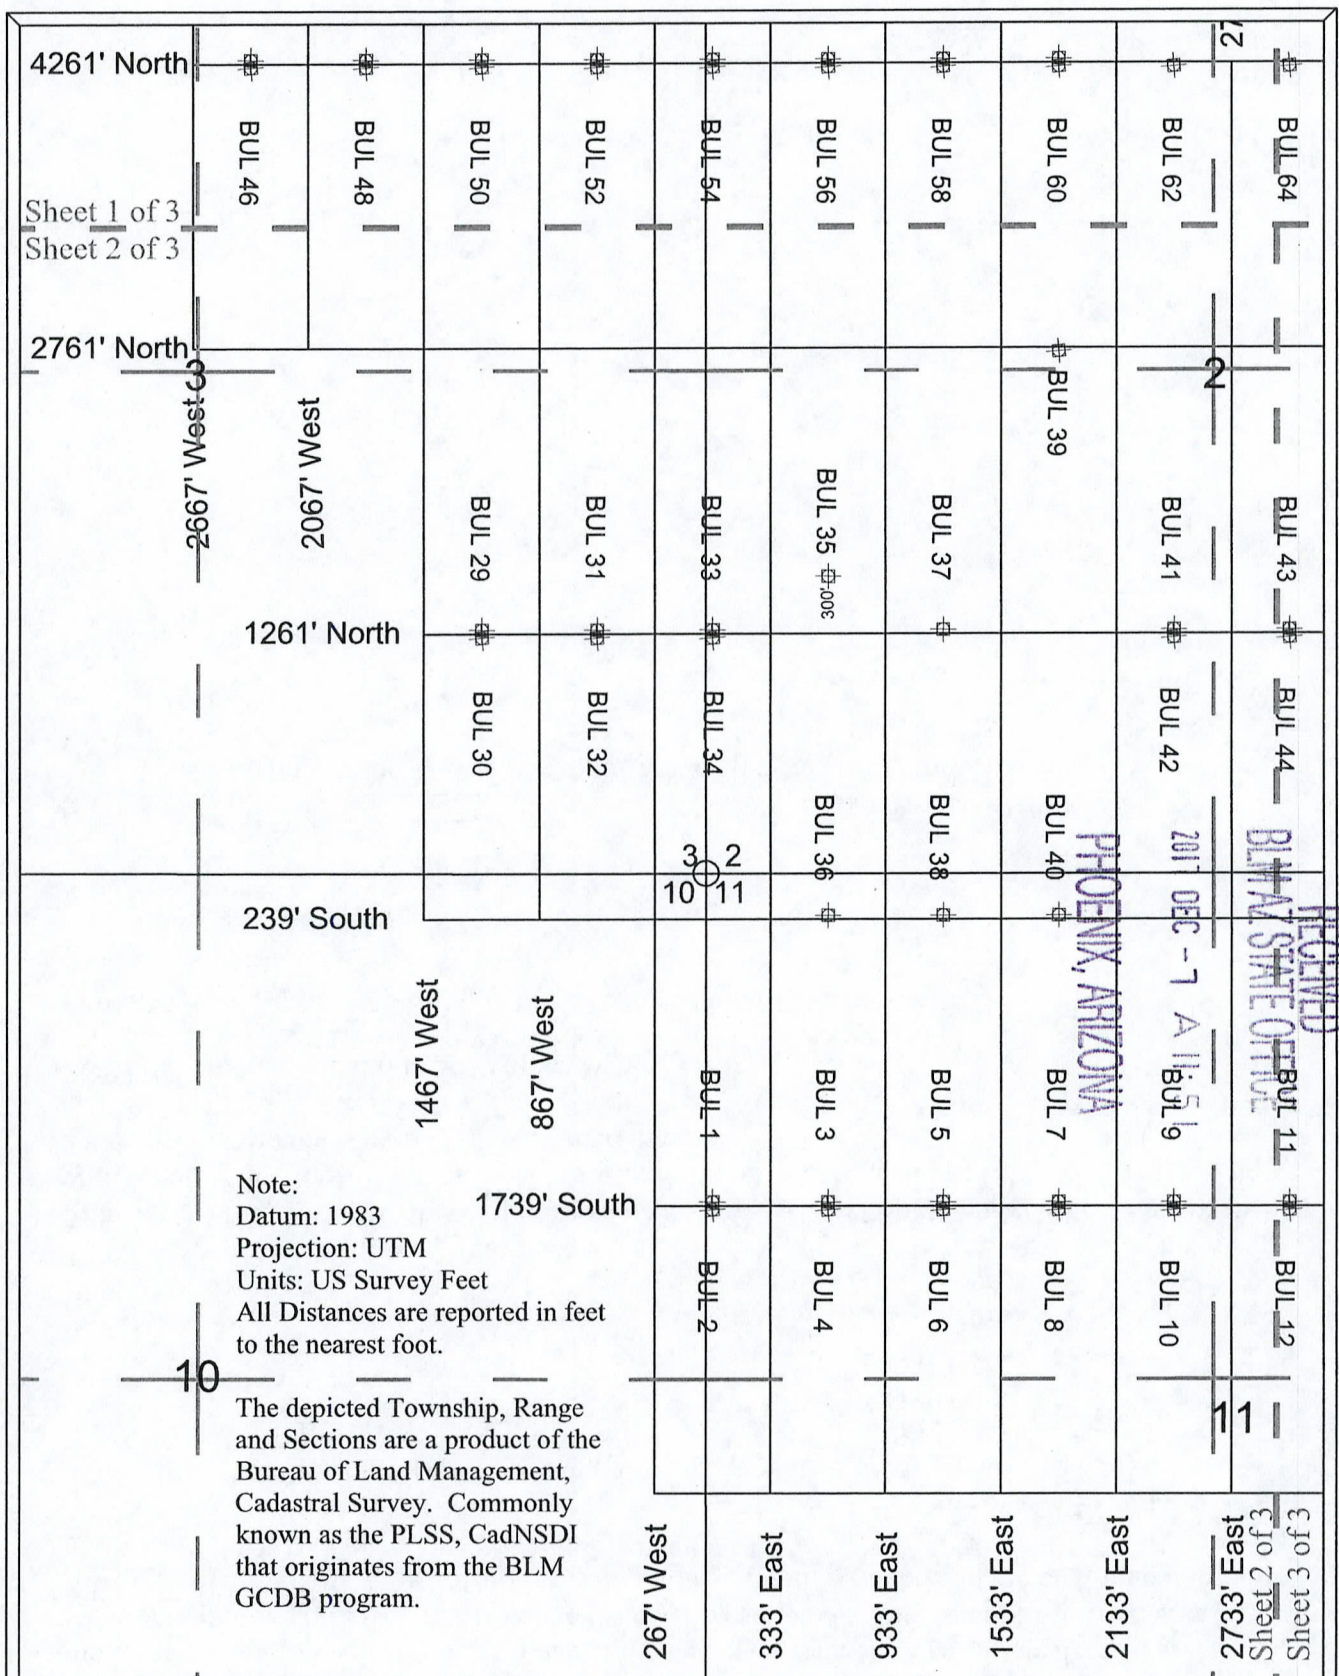 27
4261' North
BUL 46
BUL 48
BUL 50
BUL 52
BUL 54
BUL 56
BUL 58
BUL 60
BUL 62
BUL 64
Sheet 1 of 3
Sheet 2 of 3
2761' North
2
2667' West
2067' West
BUL 39
BUL 29
BUL 31
BUL 33
BUL 35
300'
BUL 37
BUL 41
BUL 43
1261' North
BUL 30
BUL 32
BUL 34
BUL 42
BUL 44
BUL 36
BUL 38
BUL 40
3 2
10 11
239' South
RECEIVED
BLM AZ STATE OFFICE
2017 DEC -7 A 11:51
PHOENIX, ARIZONA
1467' West
867' West
BUL 1
BUL 3
BUL 5
BUL 7
BUL 9
BUL 11
1739' South
BUL 2
BUL 4
BUL 6
BUL 8
BUL 10
BUL 12
Note:
Datum: 1983
Projection: UTM
Units: US Survey Feet
All Distances are reported in feet
to the nearest foot.
10
11
The depicted Township, Range
and Sections are a product of the
Bureau of Land Management,
Cadastral Survey. Commonly
known as the PLSS, CadNSDI
that originates from the BLM
GCDB program.
267' West
333' East
933' East
1533' East
2133' East
2733' East
Sheet 2 of 3
Sheet 3 of 3